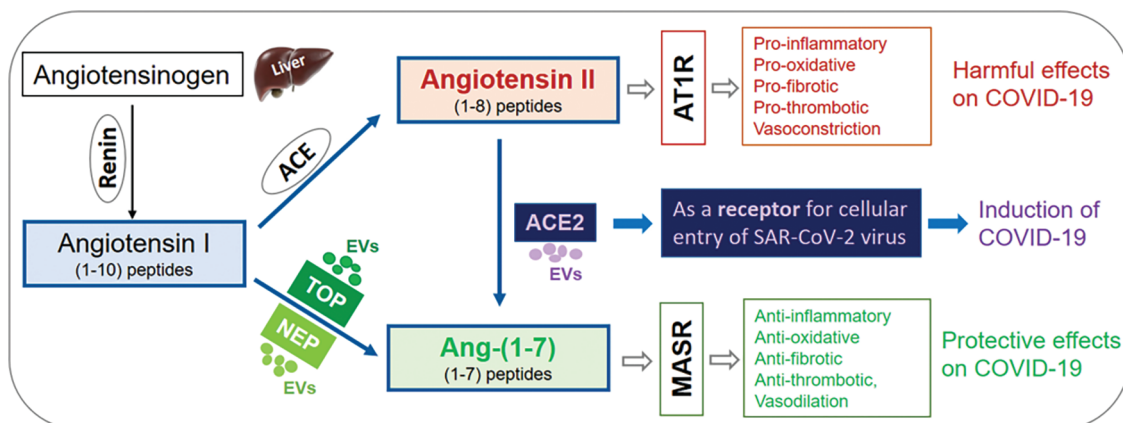 Angiotensinogen
Liver
Renin
Angiotensin I
(1-10) peptides
ACE
EVs
TOP
NEP
EVs
Angiotensin II
(1-8) peptides
AT1R
Pro-inflammatory
Pro-oxidative
Pro-fibrotic
Pro-thrombotic
Vasoconstriction
Harmful effects
on COVID-19
ACE2
EVs
As a receptor for cellular
entry of SAR-CoV-2 virus
Induction of
COVID-19
Ang-(1-7)
(1-7) peptides
MASR
Anti-inflammatory
Anti-oxidative
Anti-fibrotic
Anti-thrombotic,
Vasodilation
Protective effects
on COVID-19